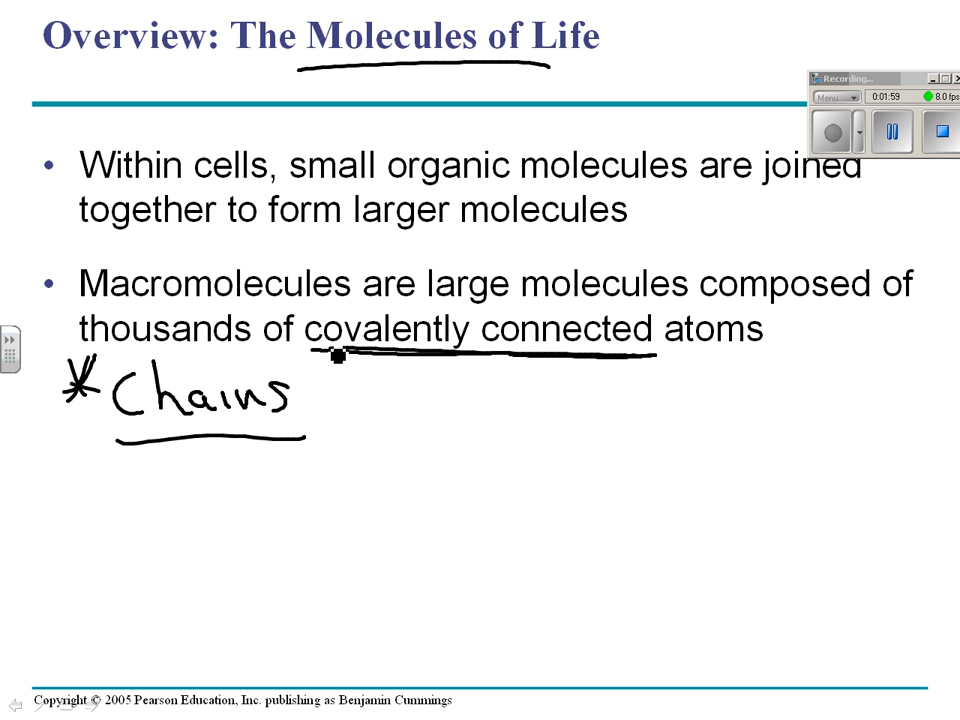 Overview: The Molecules of Life
Recording...
Menu
0:01:59
8.0 fps
• Within cells, small organic molecules are joined
together to form larger molecules
• Macromolecules are large molecules composed of
thousands of covalently connected atoms
* Chains
Copyright © 2005 Pearson Education, Inc. publishing as Benjamin Cummings